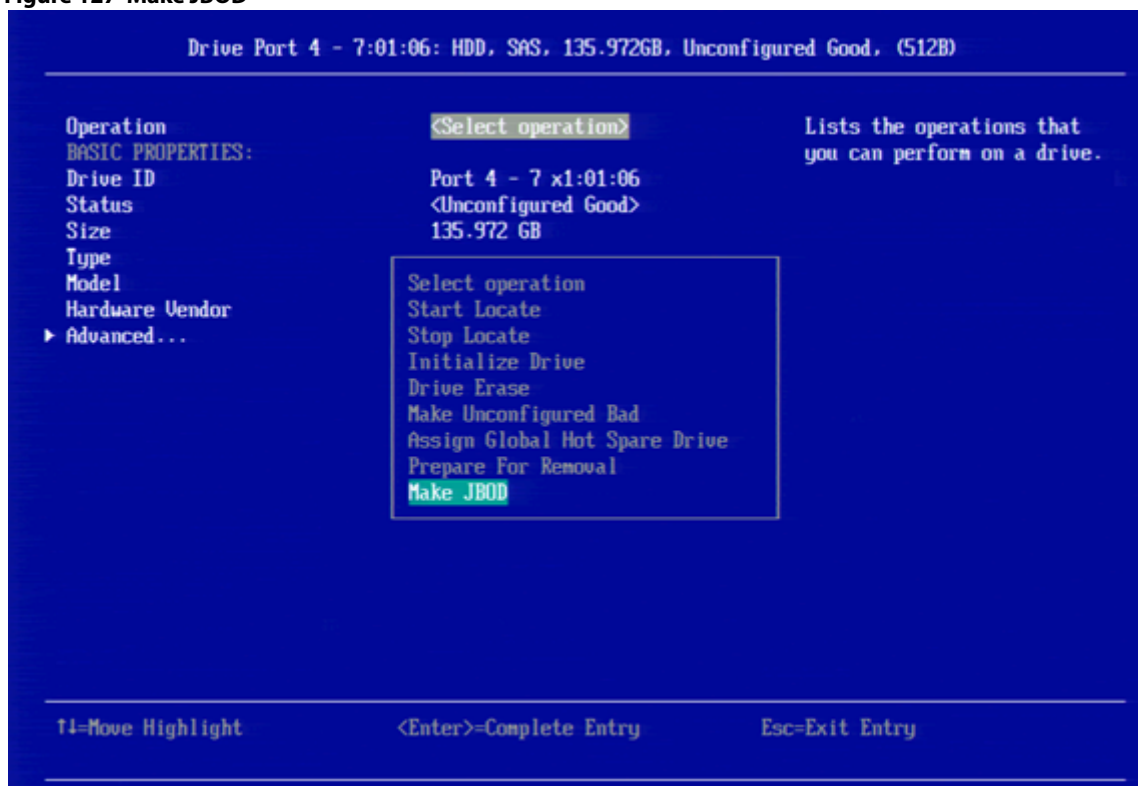 Drive Port 4 - 7:01:06: HDD, SAS, 135.972GB, Unconfigured Good, (512B)
Operation <Select operation> Lists the operations that
BASIC PROPERTIES: you can perform on a drive.
Drive ID Port 4 - 7 x1:01:06
Status <Unconfigured Good>
Size 135.972 GB
Type
Model
Hardware Vendor
▶ Advanced...
Select operation
Start Locate
Stop Locate
Initialize Drive
Drive Erase
Make Unconfigured Bad
Assign Global Hot Spare Drive
Prepare For Removal
Make JBOD
↑↓=Move Highlight <Enter>=Complete Entry Esc=Exit Entry